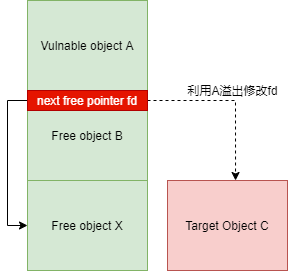 Vulnable object A
next free pointer fd
利用A溢出修改fd
Free object B
Free object X
Target Object C